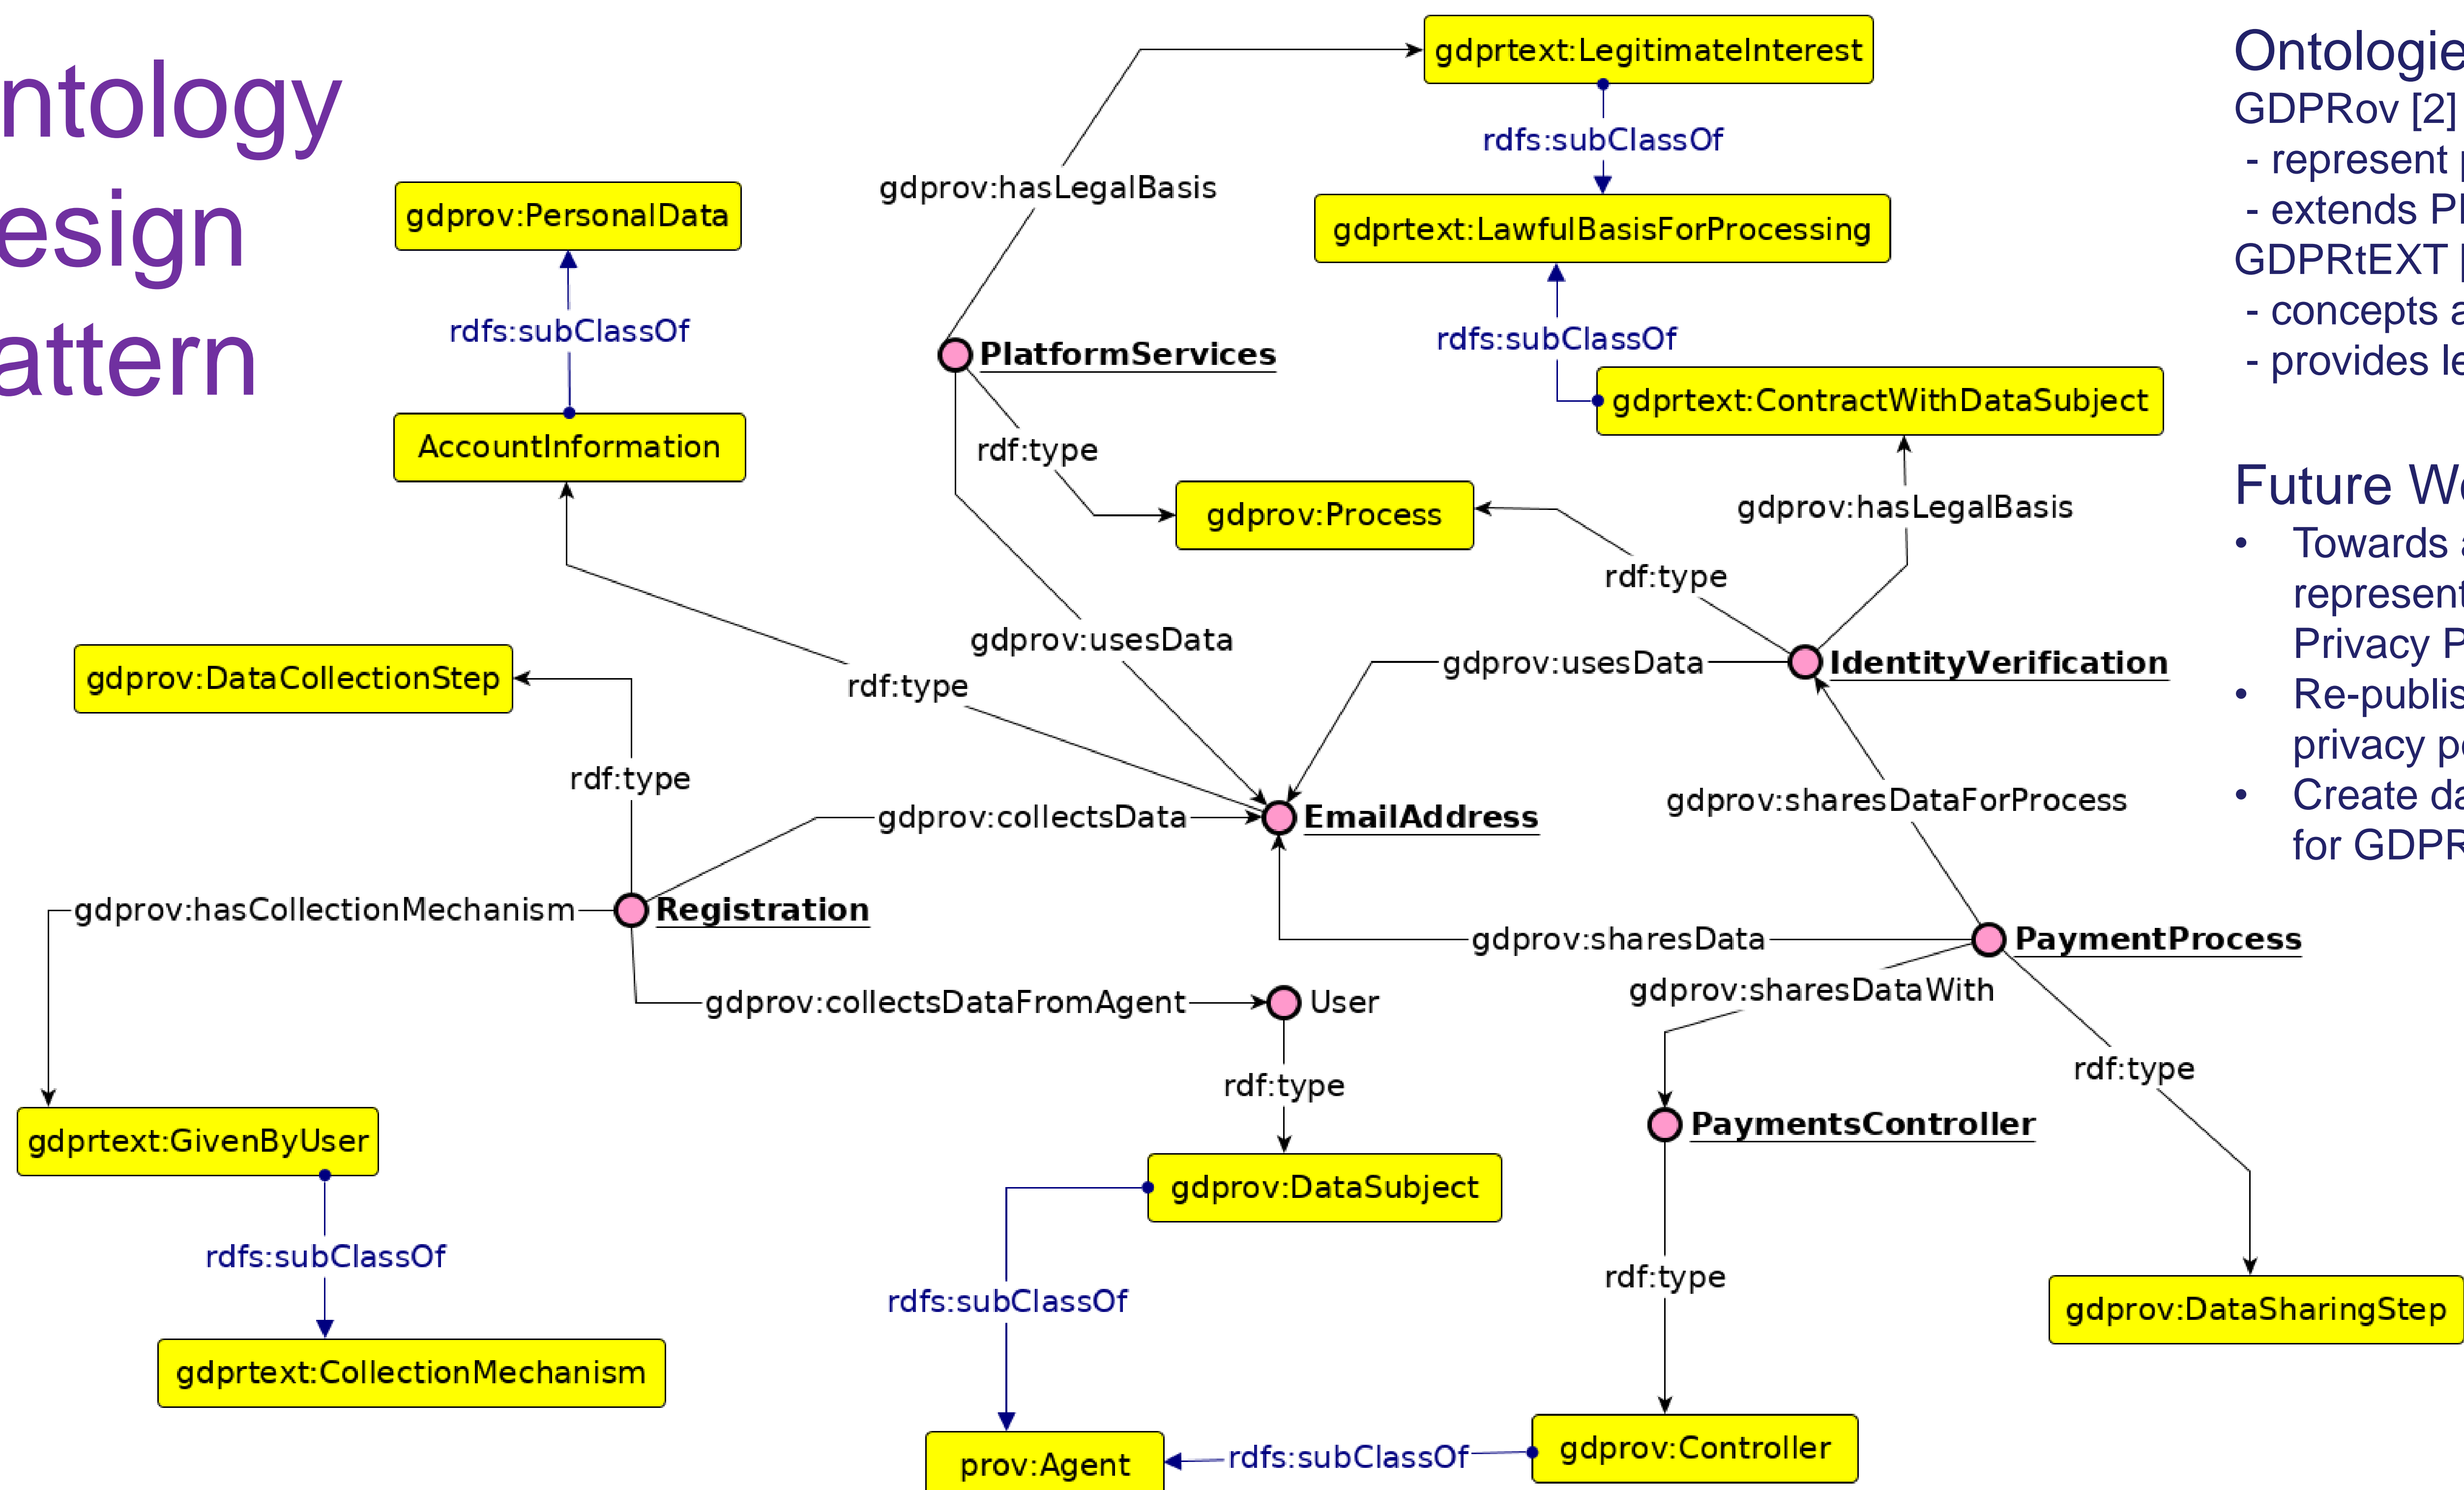 ntology
esign
attern
gdprtext:LegitimateInterest
rdfs:subClassOf
gdprov:hasLegalBasis
gdprov:PersonalData
gdprtext:LawfulBasisForProcessing
rdfs:subClassOf
rdfs:subClassOf
PlatformServices
gdprtext:ContractWithDataSubject
AccountInformation
rdf:type
gdprov:Process
gdprov:hasLegalBasis
rdf:type
gdprov:usesData
gdprov:usesData
IdentityVerification
gdprov:DataCollectionStep
rdf:type
rdf:type
gdprov:sharesDataForProcess
gdprov:collectsData
EmailAddress
gdprov:hasCollectionMechanism
Registration
gdprov:sharesData
PaymentProcess
gdprov:sharesDataWith
gdprov:collectsDataFromAgent
User
rdf:type
rdf:type
PaymentsController
gdprtext:GivenByUser
gdprov:DataSubject
rdfs:subClassOf
rdf:type
rdfs:subClassOf
gdprov:DataSharingStep
gdprtext:CollectionMechanism
gdprov:Controller
rdfs:subClassOf
prov:Agent
Ontologie
GDPRov [2]
- represent
- extends
GDPRtEXT
- concepts
- provides
Future
• Towards
represent
Privacy
• Re-publis
privacy
• Create
for GDPR